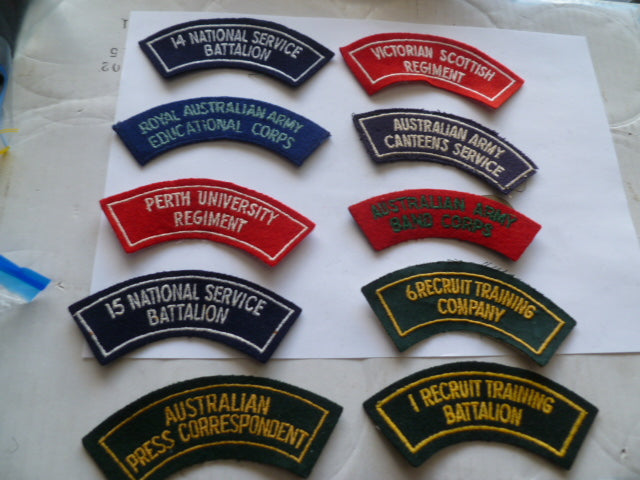 14 NATIONAL SERVICE
BATTALION
VICTORIAN SCOTTISH
REGIMENT
ROYAL AUSTRALIAN ARMY
EDUCATIONAL CORPS
AUSTRALIAN ARMY
CANTEENS SERVICE
PERTH UNIVERSITY
REGIMENT
AUSTRALIAN ARMY
BAND CORPS
15 NATIONAL SERVICE
BATTALION
6 RECRUIT TRAINING
COMPANY
AUSTRALIAN
PRESS CORRESPONDENT
1 RECRUIT TRAINING
BATTALION